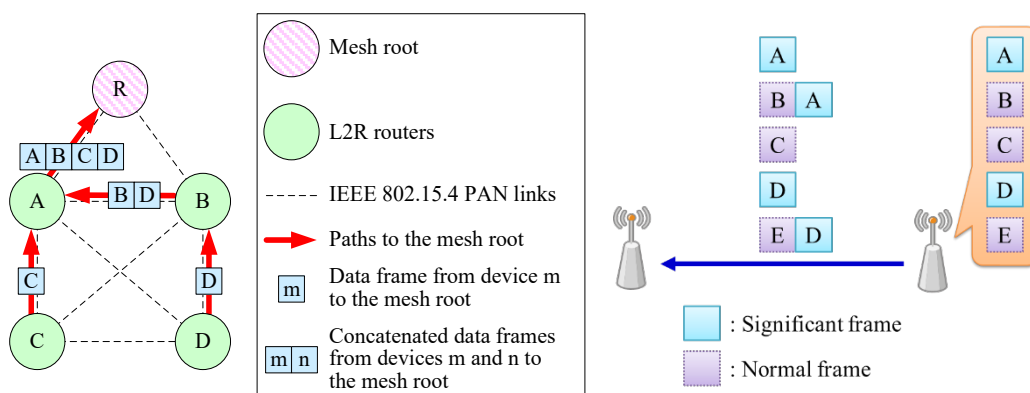 R
A B C D
A
B D
B
C
D
C
D
Mesh root
L2R routers
IEEE 802.15.4 PAN links
Paths to the mesh root
m
Data frame from device m
to the mesh root
m n
Concatenated data frames
from devices m and n to
the mesh root
A
B A
C
D
E D
A
B
C
D
E
: Significant frame
: Normal frame